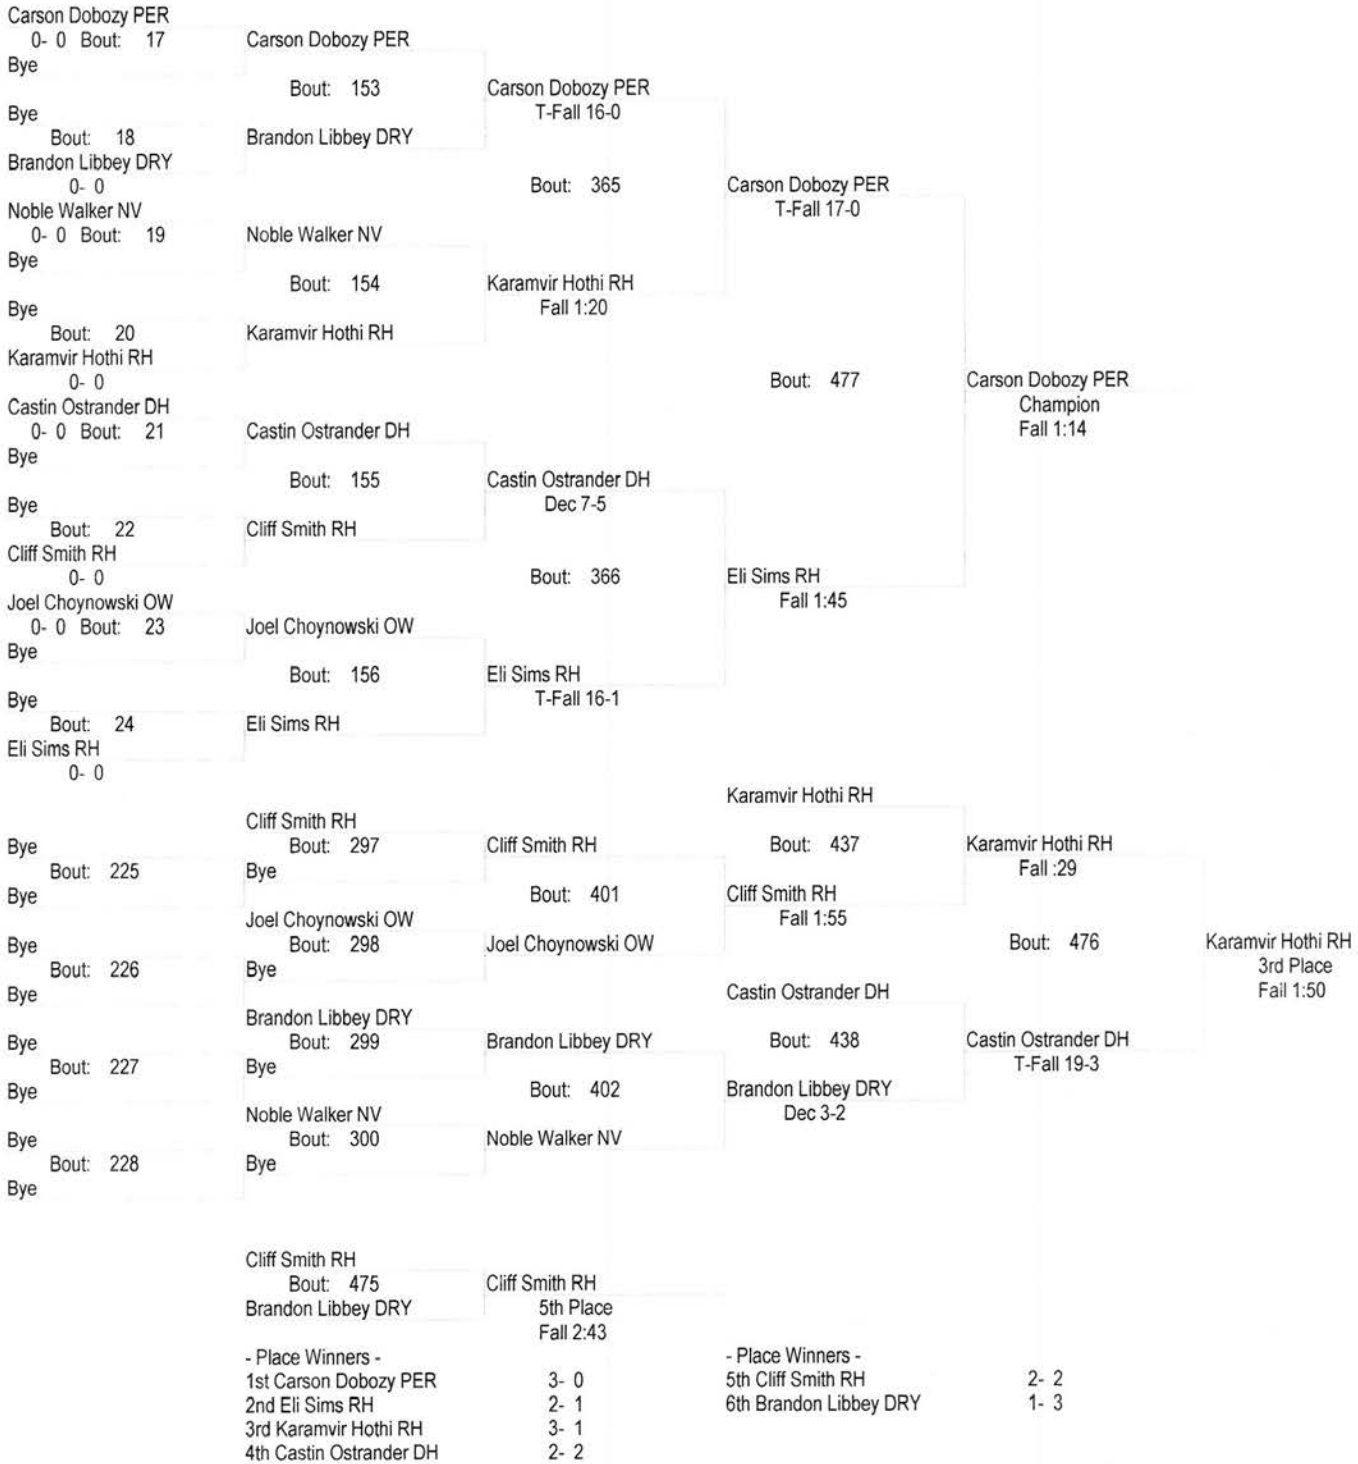 Carson Dobozy PER
0- 0 Bout: 17
Bye
Bye
Bout: 18
Brandon Libbey DRY
0- 0
Noble Walker NV
0- 0 Bout: 19
Bye
Bye
Bout: 20
Karamvir Hothi RH
0- 0
Castin Ostrander DH
0- 0 Bout: 21
Bye
Bye
Bout: 22
Cliff Smith RH
0- 0
Joel Choynowski OW
0- 0 Bout: 23
Bye
Bye
Bout: 24
Eli Sims RH
0- 0
Carson Dobozy PER
Bout: 153
Brandon Libbey DRY
Noble Walker NV
Bout: 154
Karamvir Hothi RH
Castin Ostrander DH
Bout: 155
Cliff Smith RH
Joel Choynowski OW
Bout: 156
Eli Sims RH
Carson Dobozy PER
T-Fall 16-0
Bout: 365
Karamvir Hothi RH
Fall 1:20
Castin Ostrander DH
Dec 7-5
Bout: 366
Eli Sims RH
T-Fall 16-1
Carson Dobozy PER
T-Fall 17-0
Bout: 477
Eli Sims RH
Fall 1:45
Carson Dobozy PER
Champion
Fall 1:14
Bye
Bout: 225
Bye
Bye
Bout: 226
Bye
Bye
Bout: 227
Bye
Bye
Bout: 228
Bye
Cliff Smith RH
Bout: 297
Bye
Joel Choynowski OW
Bout: 298
Bye
Brandon Libbey DRY
Bout: 299
Bye
Noble Walker NV
Bout: 300
Bye
Cliff Smith RH
Bout: 401
Joel Choynowski OW
Brandon Libbey DRY
Bout: 402
Noble Walker NV
Karamvir Hothi RH
Bout: 437
Cliff Smith RH
Fall 1:55
Castin Ostrander DH
Bout: 438
Brandon Libbey DRY
Dec 3-2
Karamvir Hothi RH
Fall :29
Bout: 476
Castin Ostrander DH
T-Fall 19-3
Karamvir Hothi RH
3rd Place
Fall 1:50
Cliff Smith RH
Bout: 475
Brandon Libbey DRY
Cliff Smith RH
5th Place
Fall 2:43
- Place Winners -
1st Carson Dobozy PER 3- 0
2nd Eli Sims RH 2- 1
3rd Karamvir Hothi RH 3- 1
4th Castin Ostrander DH 2- 2
- Place Winners -
5th Cliff Smith RH 2- 2
6th Brandon Libbey DRY 1- 3